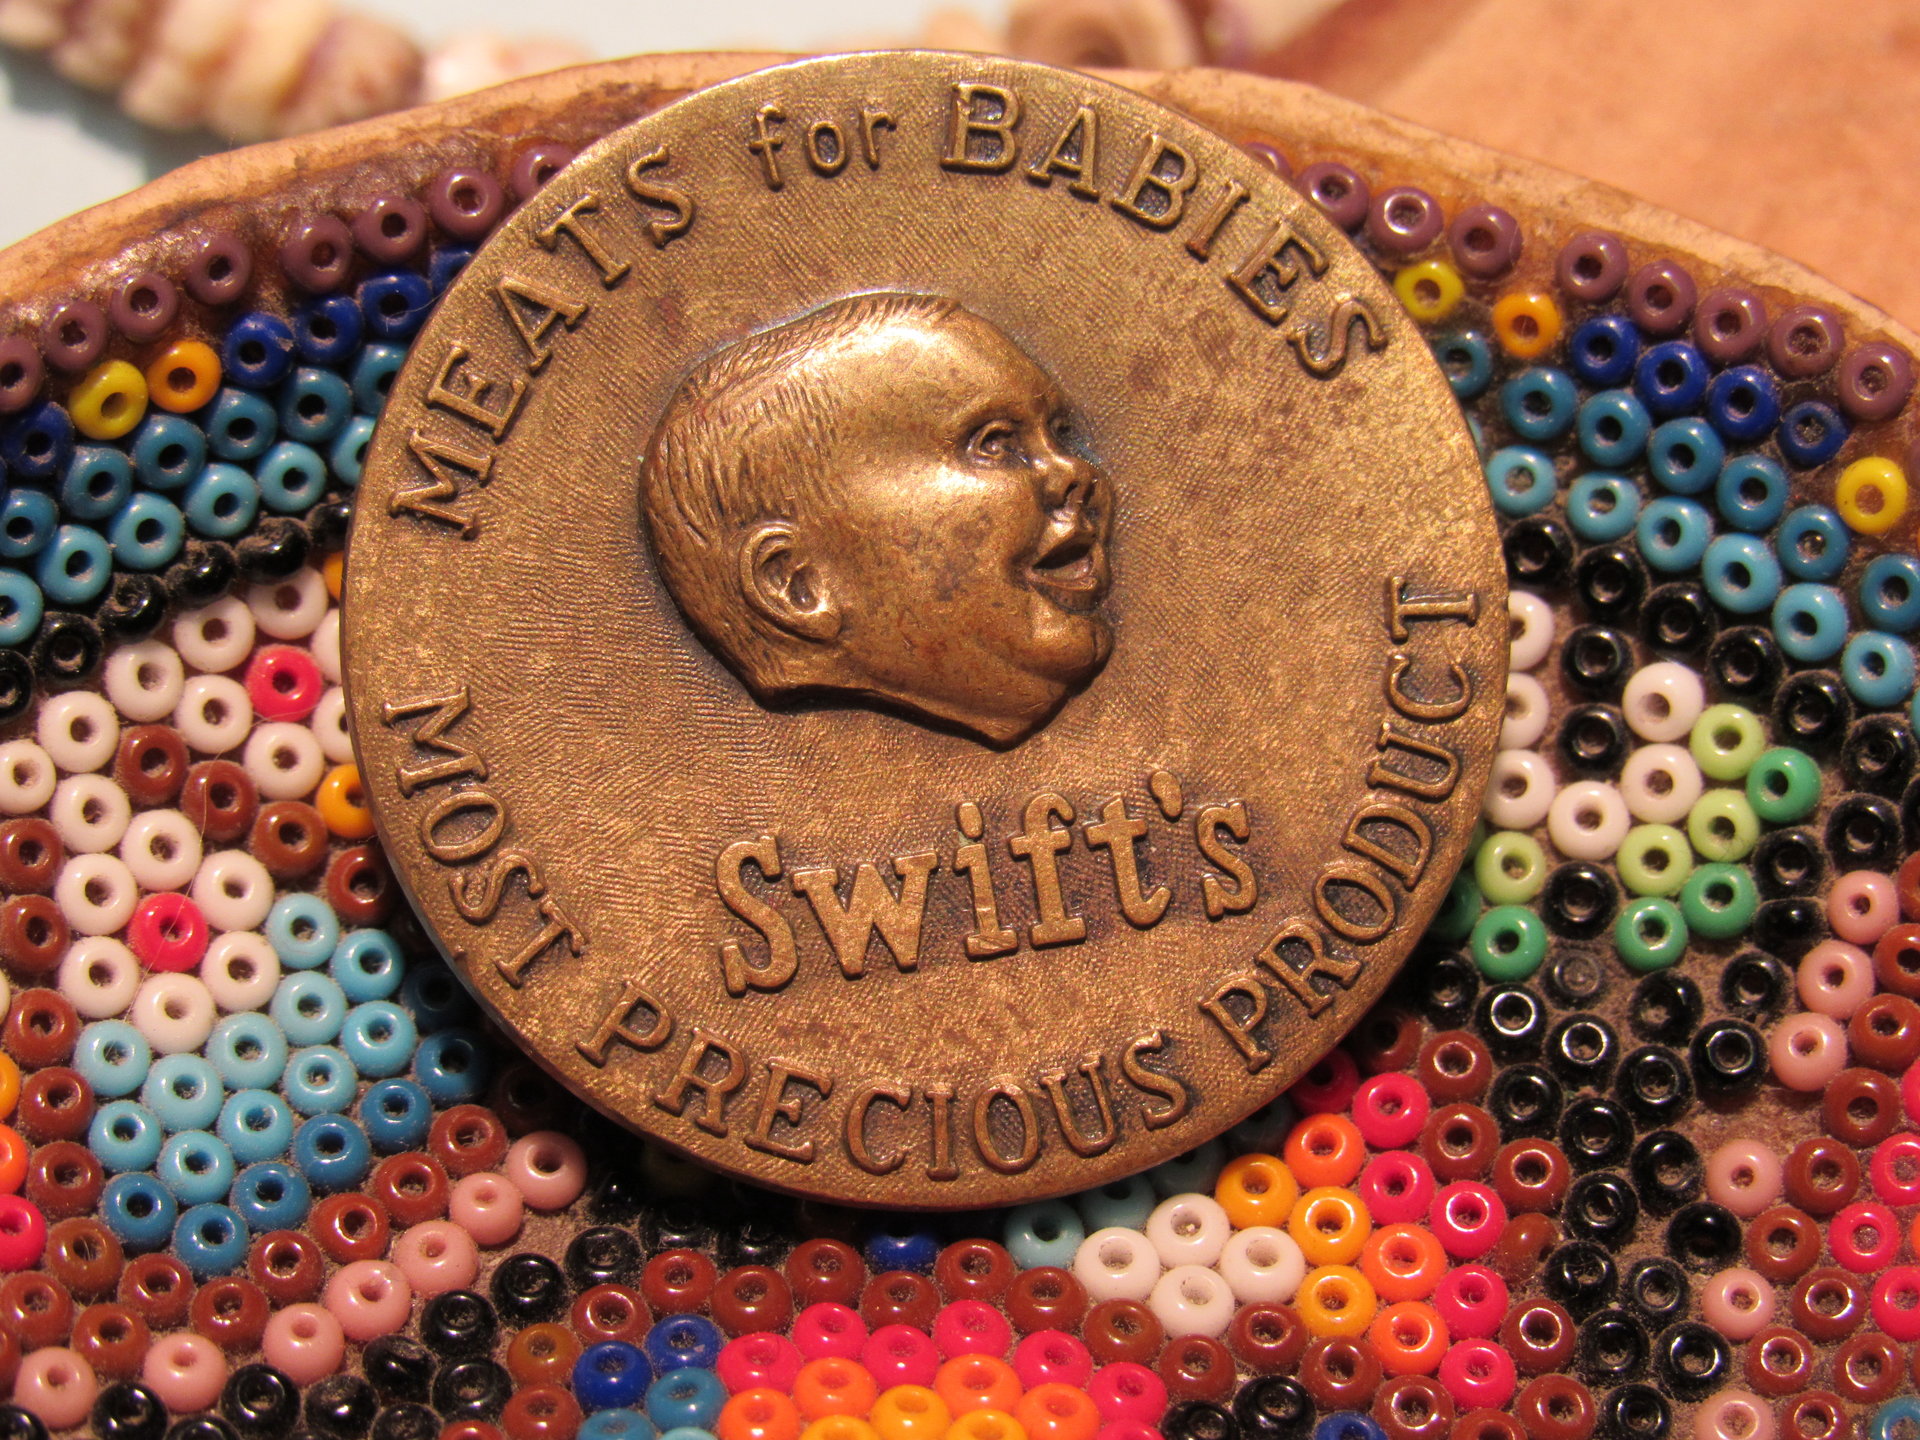 MEATS for BABIES
Swift's
MOST PRECIOUS PRODUCT